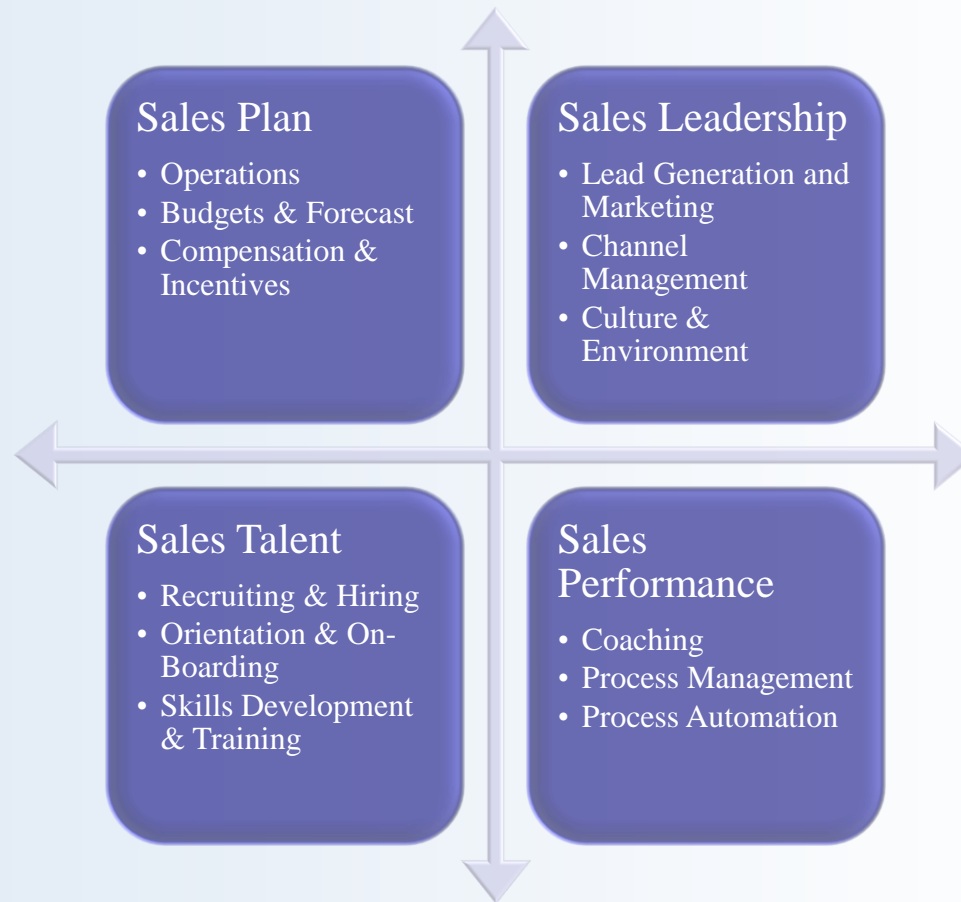 Sales Plan
• Operations
• Budgets & Forecast
• Compensation &
Incentives
Sales Leadership
• Lead Generation and
Marketing
• Channel
Management
• Culture &
Environment
Sales Talent
• Recruiting & Hiring
• Orientation & On-
Boarding
• Skills Development
& Training
Sales
Performance
• Coaching
• Process Management
• Process Automation